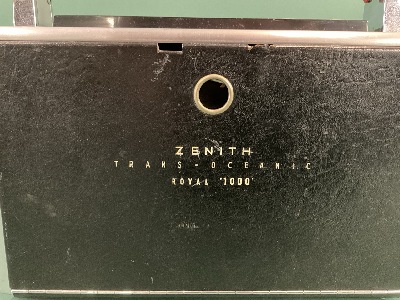 ZENITH
TRANS-OCEANIC
ROYAL "1000"